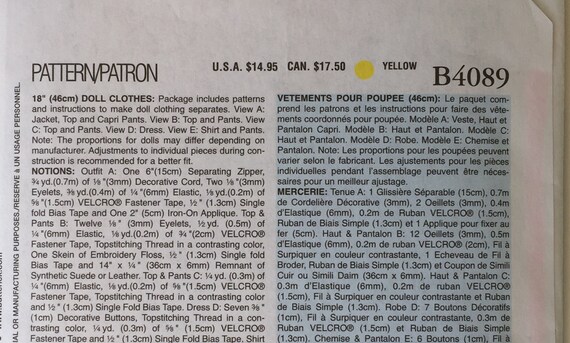 PATTERN/PATRON
U.S.A. $14.95 CAN. $17.50 YELLOW B4089
18" (46cm) DOLL CLOTHES: Package includes patterns
and instructions to make doll clothing separates. View A:
Jacket, Top and Capri Pants. View B: Top and Pants. View
C: Top and Pants. View D: Dress. View E: Shirt and Pants.
Note: The proportions for dolls may differ depending on
manufacturer. Adjustments to individual pieces during con-
struction is recommended for a better fit.
NOTIONS: Outfit A: One 6"(15cm) Separating Zipper,
¾yd.(0.7m) of ⅛"(3mm) Decorative Cord, Two ⅛"(3mm)
Eyelets, ⅜yd.(0.4m) of ¼"(6mm) Elastic, ⅛yd.(0.2m) of
⅝"(1.5cm) VELCRO® Fastener Tape, ½" (1.3cm) Single
fold Bias Tape and One 2" (5cm) Iron-On Applique. Top &
Pants B: Twelve ⅛" (3mm) Eyelets, ½yd. (0.5m) of
¼"(6mm) Elastic, ⅛yd.(0.2m) of ¾"(2cm) VELCRO®
Fastener Tape, Topstitching Thread in a contrasting color,
One Skein of Embroidery Floss, ½" (1.3cm) Single fold
Bias Tape and 14" x ¼" (36cm x 6mm) Remnant of
Synthetic Suede or Leather. Top & Pants C: ¼yd. (0.3m) of
¼"(6mm) Elastic, ⅛yd.(0.2m) of ⅝"(1.5cm) VELCRO®
Fastener Tape, Topstitching Thread in a contrasting color
and ½" (1.3cm) Single Fold Bias Tape. Dress D: Seven ⅜"
(1cm) Decorative Buttons, Topstitching Thread in a con-
trasting color, ¼yd. (0.3m) of ⅝" (1.5cm) VELCRO®
Fastener Tape and ½" (1.3cm) Single Fold Bias Tape. Shirt
VETEMENTS POUR POUPEE (46cm): Le paquet com-
prend les patrons et les instructions pour faire des vête-
ments coordonnés pour poupée. Modèle A: Veste, Haut et
Pantalon Capri. Modèle B: Haut et Pantalon. Modèle C:
Haut et Pantalon. Modèle D: Robe. Modèle E: Chemise et
Pantalon. Note: Les proportions pour les poupées peuvent
varier selon le fabricant. Les ajustements pour les pièces
individuelles pendant l'assemblage peuvent être néces-
saires pour un meilleur ajustage.
MERCERIE: Tenue A: 1 Glissière Séparable (15cm), 0.7m
de Cordelière Décorative (3mm), 2 Oeillets (3mm), 0.4m
d'Elastique (6mm), 0.2m de Ruban VELCRO® (1.5cm),
Ruban de Biais Simple (1.3cm) et 1 Applique pour fixer au
fer (5cm). Haut & Pantalon B: 12 Oeillets (3mm), 0.5m
d'Elastique (6mm), 0.2m de Ruban VELCRO® (2cm), Fil à
Surpiquer en couleur contrastante, 1 Echeveau de Fil à
Broder, Ruban de Biais Simple (1.3cm) et Coupon de Simili
Cuir ou Simili Daim (36cm x 6mm). Haut & Pantalon C:
0.3m d'Elastique (6mm), 0.2m de ruban VELCRO®
(1.5cm), Fil à Surpiquer en couleur contrastante et Ruban
de Biais Simple (1.3cm). Robe D: 7 Boutons Décoratifs
(1cm), Fil à Surpiquer en couleur contrastante, 0.3m de
Ruban VELCRO® (1.5cm) et Ruban de Biais Simple
(1.3cm). Chemise & Pantalon E: 6 Boutons (1cm), Fil
AL OR MANUFACTURING PURPOSES./RESERVE A UN USAGE PERSONNEL.